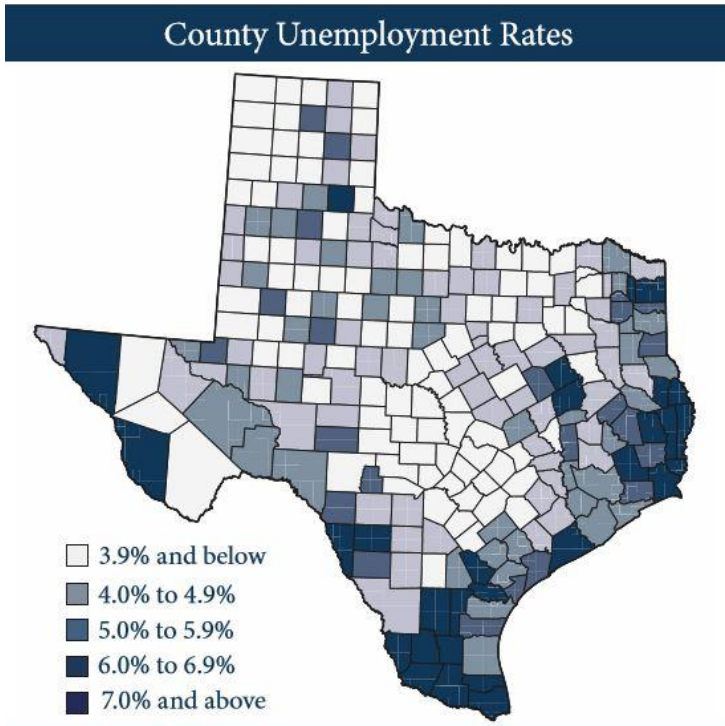 County Unemployment Rates
3.9% and below
4.0% to 4.9%
5.0% to 5.9%
6.0% to 6.9%
7.0% and above